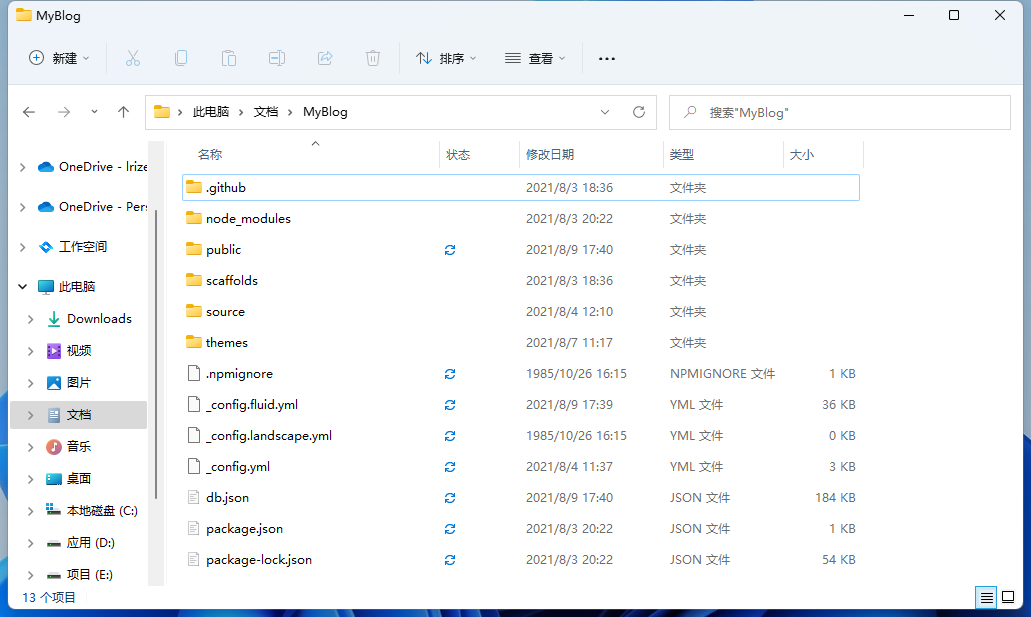 MyBlog
新建 排序 查看
此电脑 文档 MyBlog 搜索"MyBlog"
名称 状态 修改日期 类型 大小
OneDrive - lrize
OneDrive - Pers
工作空间
此电脑
Downloads
视频
图片
文档
音乐
桌面
本地磁盘 (C:)
应用 (D:)
项目 (E:)
.github 2021/8/3 18:36 文件夹
node_modules 2021/8/3 20:22 文件夹
public 2021/8/9 17:40 文件夹
scaffolds 2021/8/3 18:36 文件夹
source 2021/8/4 12:10 文件夹
themes 2021/8/7 11:17 文件夹
.npmignore 1985/10/26 16:15 NPMIGNORE 文件 1 KB
_config.fluid.yml 2021/8/9 17:39 YML 文件 36 KB
_config.landscape.yml 1985/10/26 16:15 YML 文件 0 KB
_config.yml 2021/8/4 11:37 YML 文件 3 KB
db.json 2021/8/9 17:40 JSON 文件 184 KB
package.json 2021/8/3 20:22 JSON 文件 1 KB
package-lock.json 2021/8/3 20:22 JSON 文件 54 KB
13 个项目